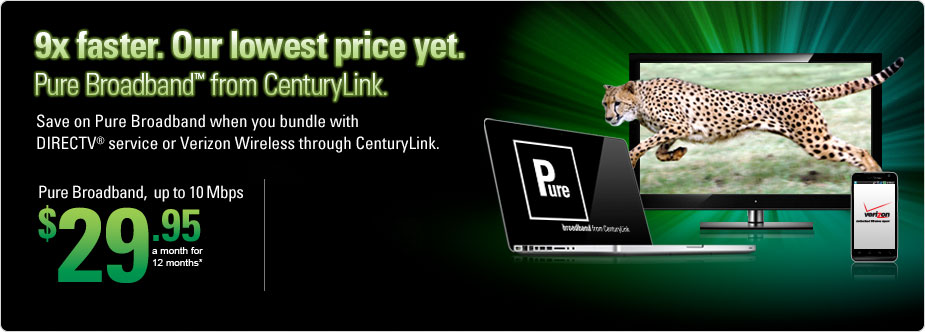 9x faster. Our lowest price yet.
Pure Broadband™ from CenturyLink.
Save on Pure Broadband when you bundle with
DIRECTV® service or Verizon Wireless through CenturyLink.
Pure Broadband, up to 10 Mbps
$29.95
a month for
12 months*
Pure
broadband from CenturyLink
verizon